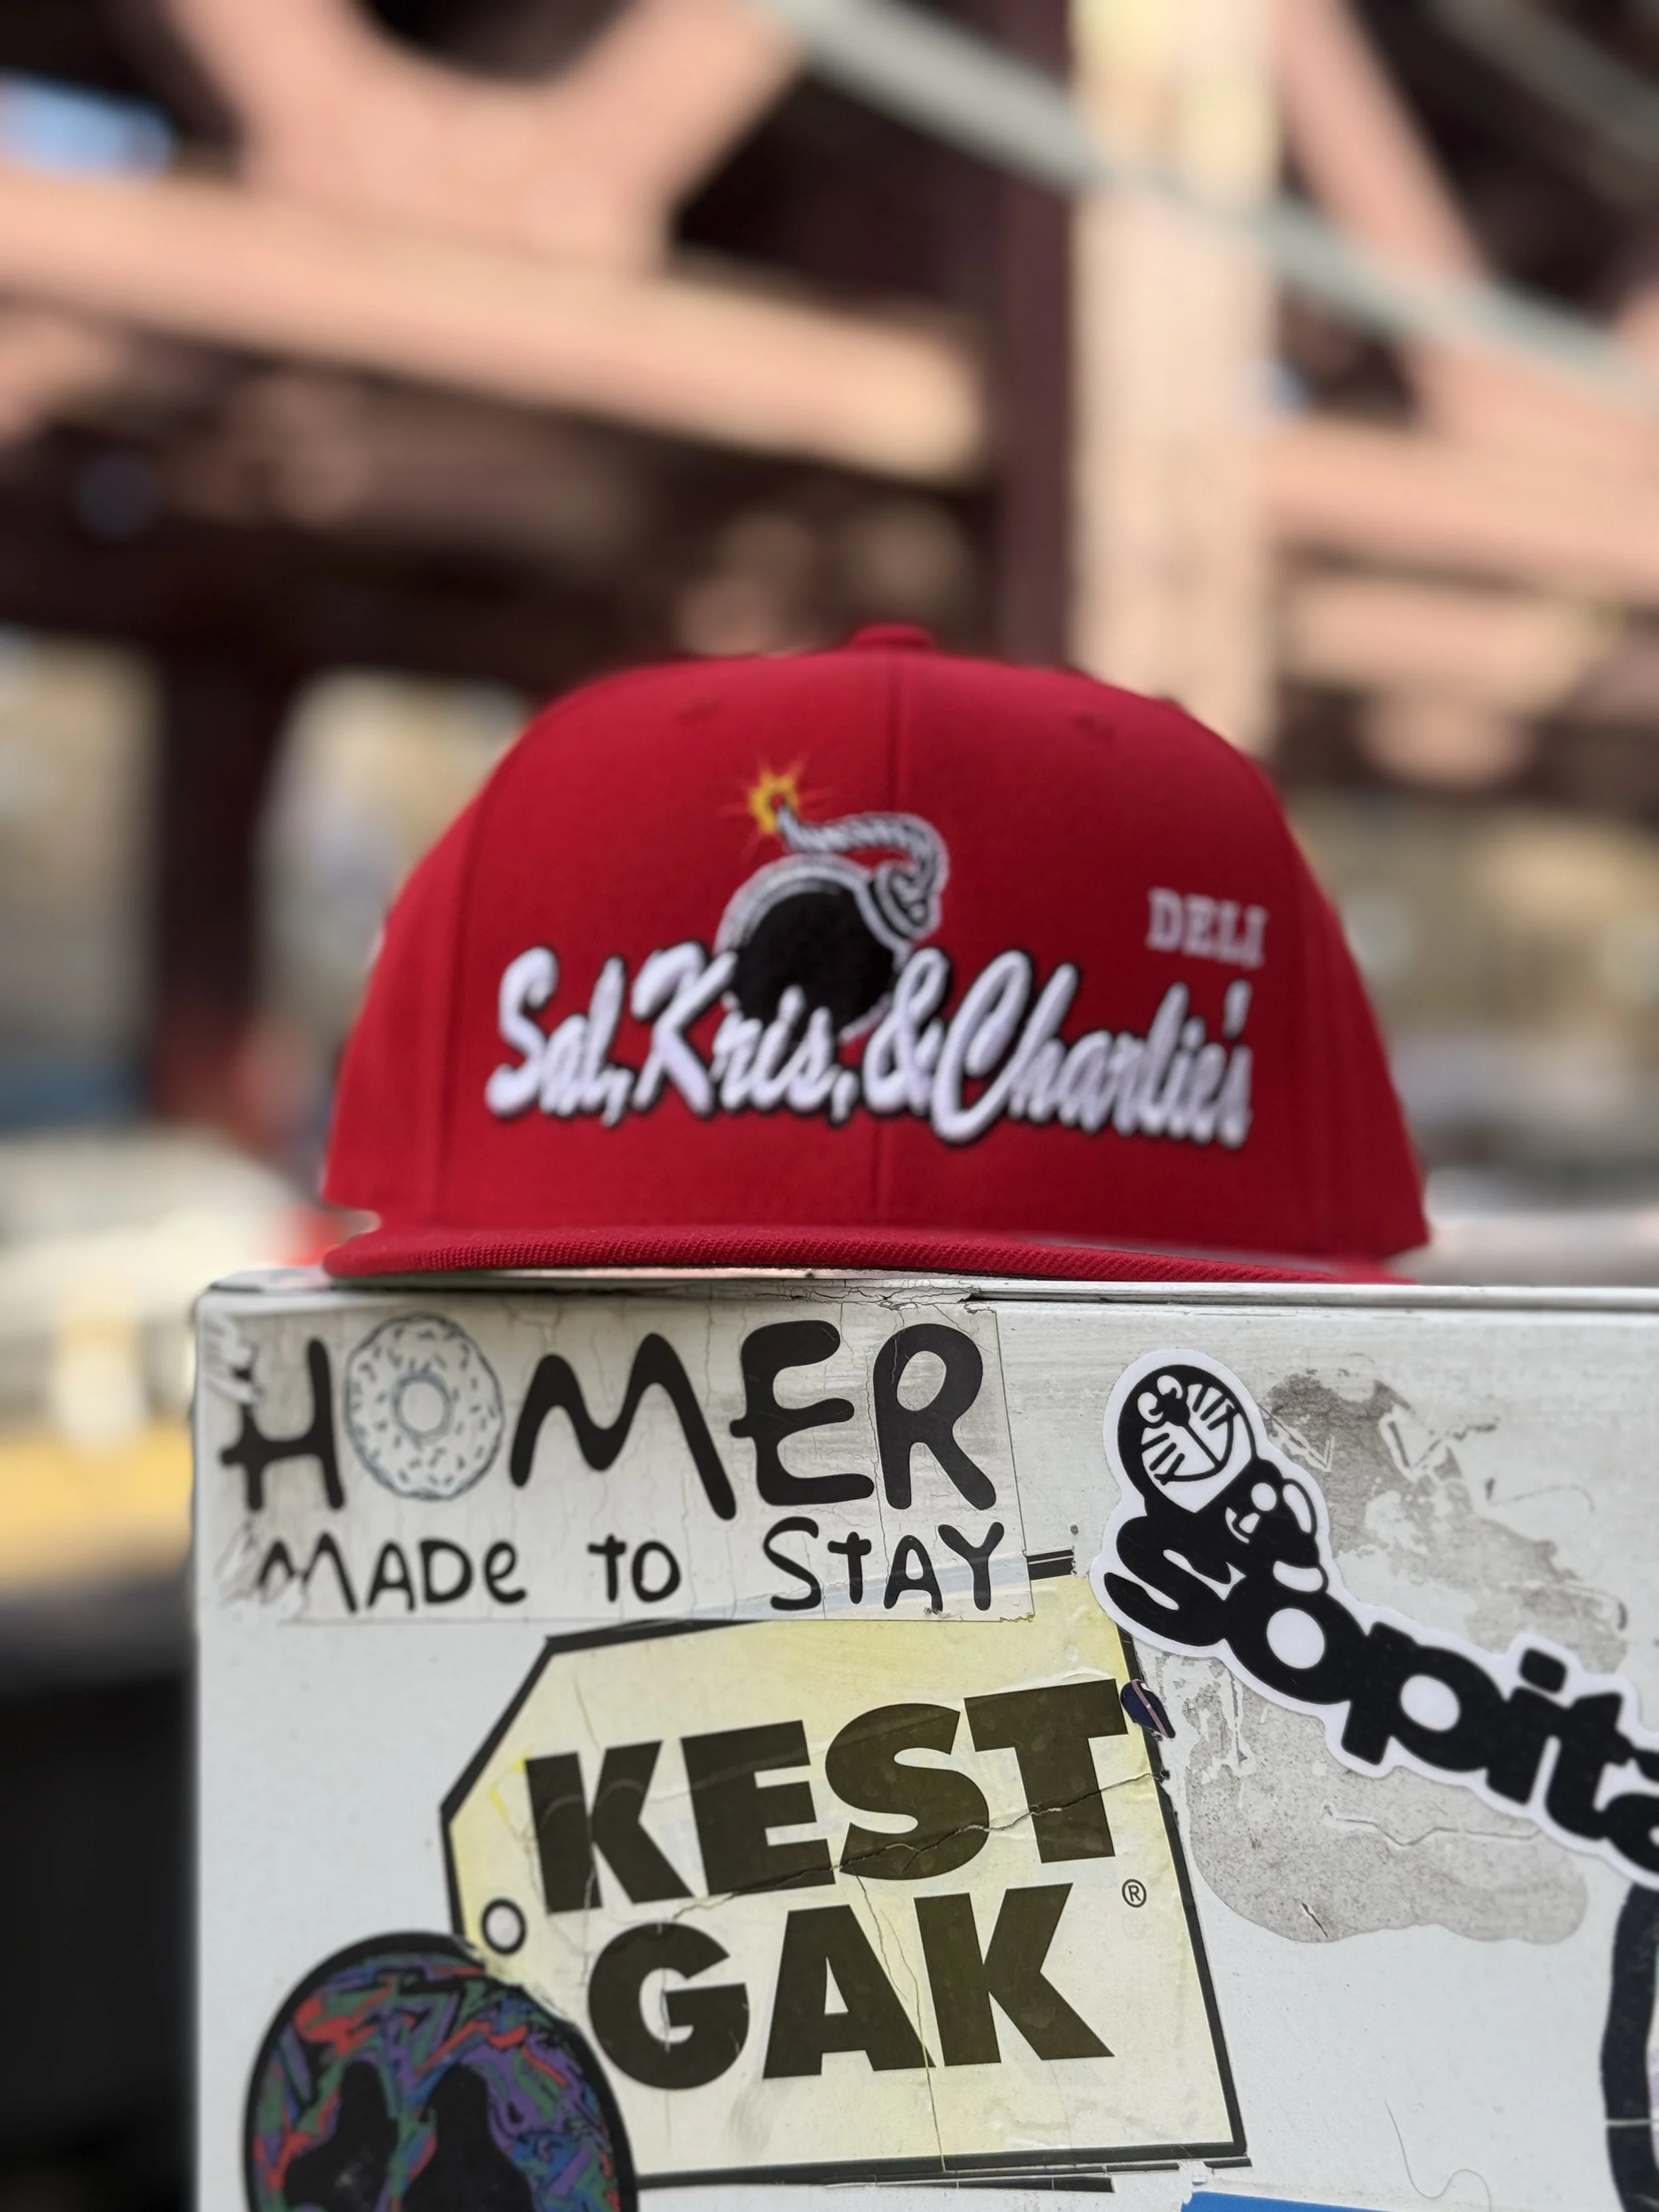 DELI
Sal, Kris, & Charlie's
HOMER
MADe to StAY
KEST
GAK
®